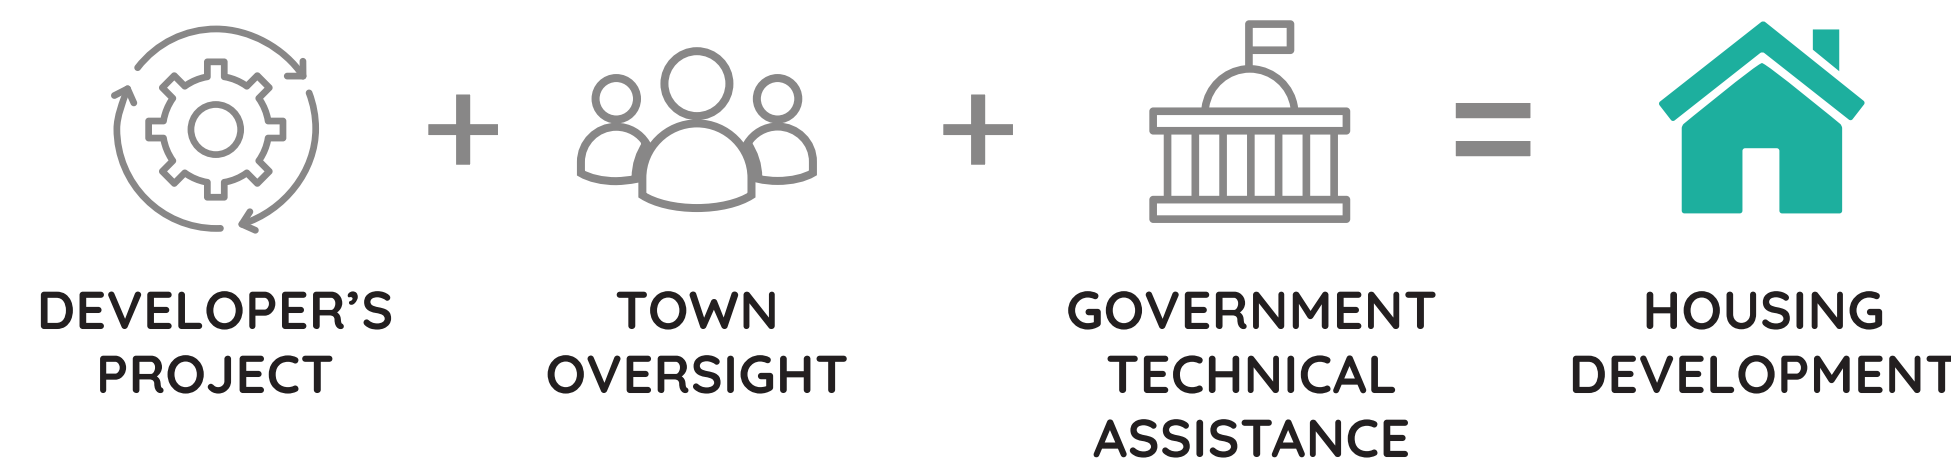 DEVELOPER’S
PROJECT
+
TOWN
OVERSIGHT
+
GOVERNMENT
TECHNICAL
ASSISTANCE
=
HOUSING
DEVELOPMENT